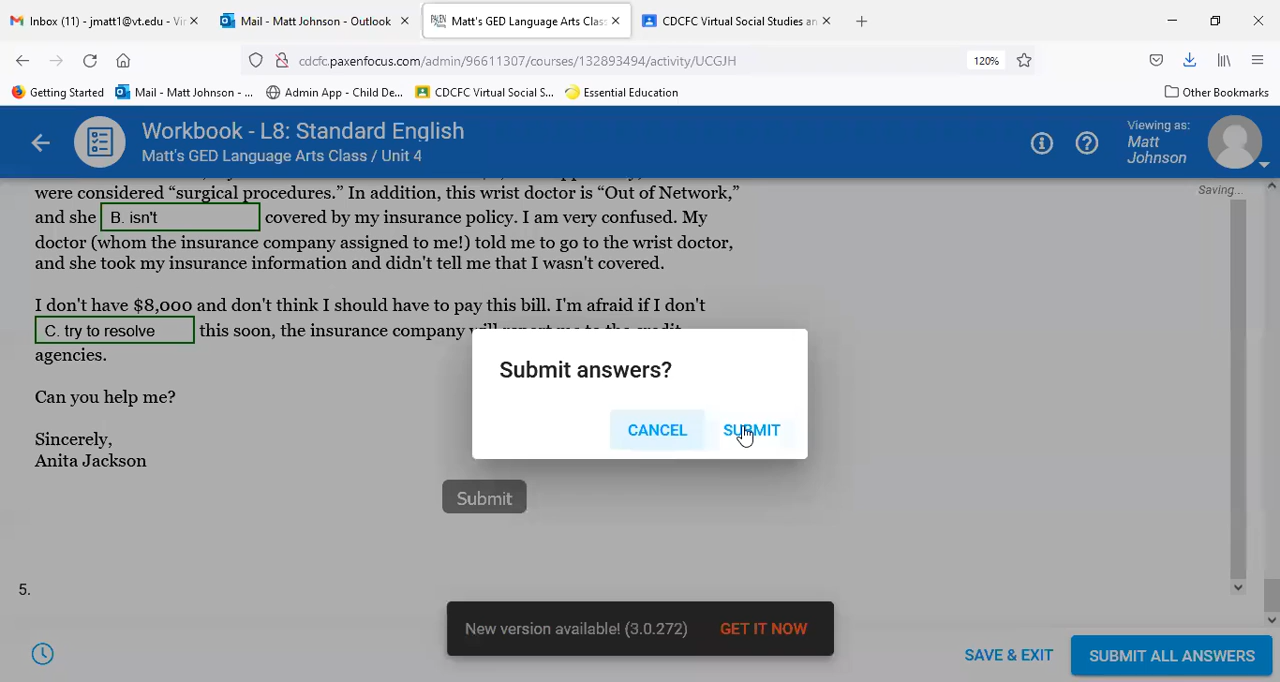 Inbox (11) - jmatt1@vt.edu - Vir
Mail - Matt Johnson - Outlook
Matt's GED Language Arts Clas
CDCFC Virtual Social Studies an
cdcfc.paxenfocus.com/admin/96611307/courses/132893494/activity/UCGJH
120%
Getting Started
Mail - Matt Johnson - ...
Admin App - Child De...
CDCFC Virtual Social S...
Essential Education
Other Bookmarks
Workbook - L8: Standard English
Matt's GED Language Arts Class / Unit 4
Viewing as:
Matt
Johnson
Saving...
were considered “surgical procedures.” In addition, this wrist doctor is “Out of Network,”
and she B. isn't covered by my insurance policy. I am very confused. My
doctor (whom the insurance company assigned to me!) told me to go to the wrist doctor,
and she took my insurance information and didn't tell me that I wasn't covered.
I don't have $8,000 and don't think I should have to pay this bill. I'm afraid if I don't
C. try to resolve this soon, the insurance company will report me to the credit
agencies.
Can you help me?
Sincerely,
Anita Jackson
Submit answers?
CANCEL
SUBMIT
Submit
5.
New version available! (3.0.272)
GET IT NOW
SAVE & EXIT
SUBMIT ALL ANSWERS